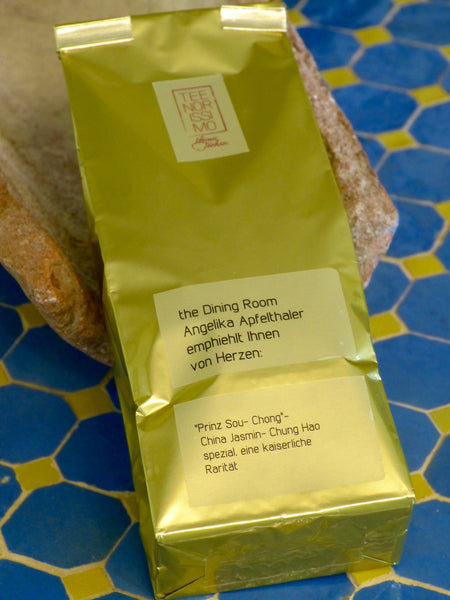 TEE
NOR
ISSI
MO
the Dining Room
Angelika Apfelthaler
emphiehlt Ihnen
von Herzen:
"Prinz Sou- Chong"-
China Jasmin- Chung Hao
spezial, eine kaiserliche
Rarität